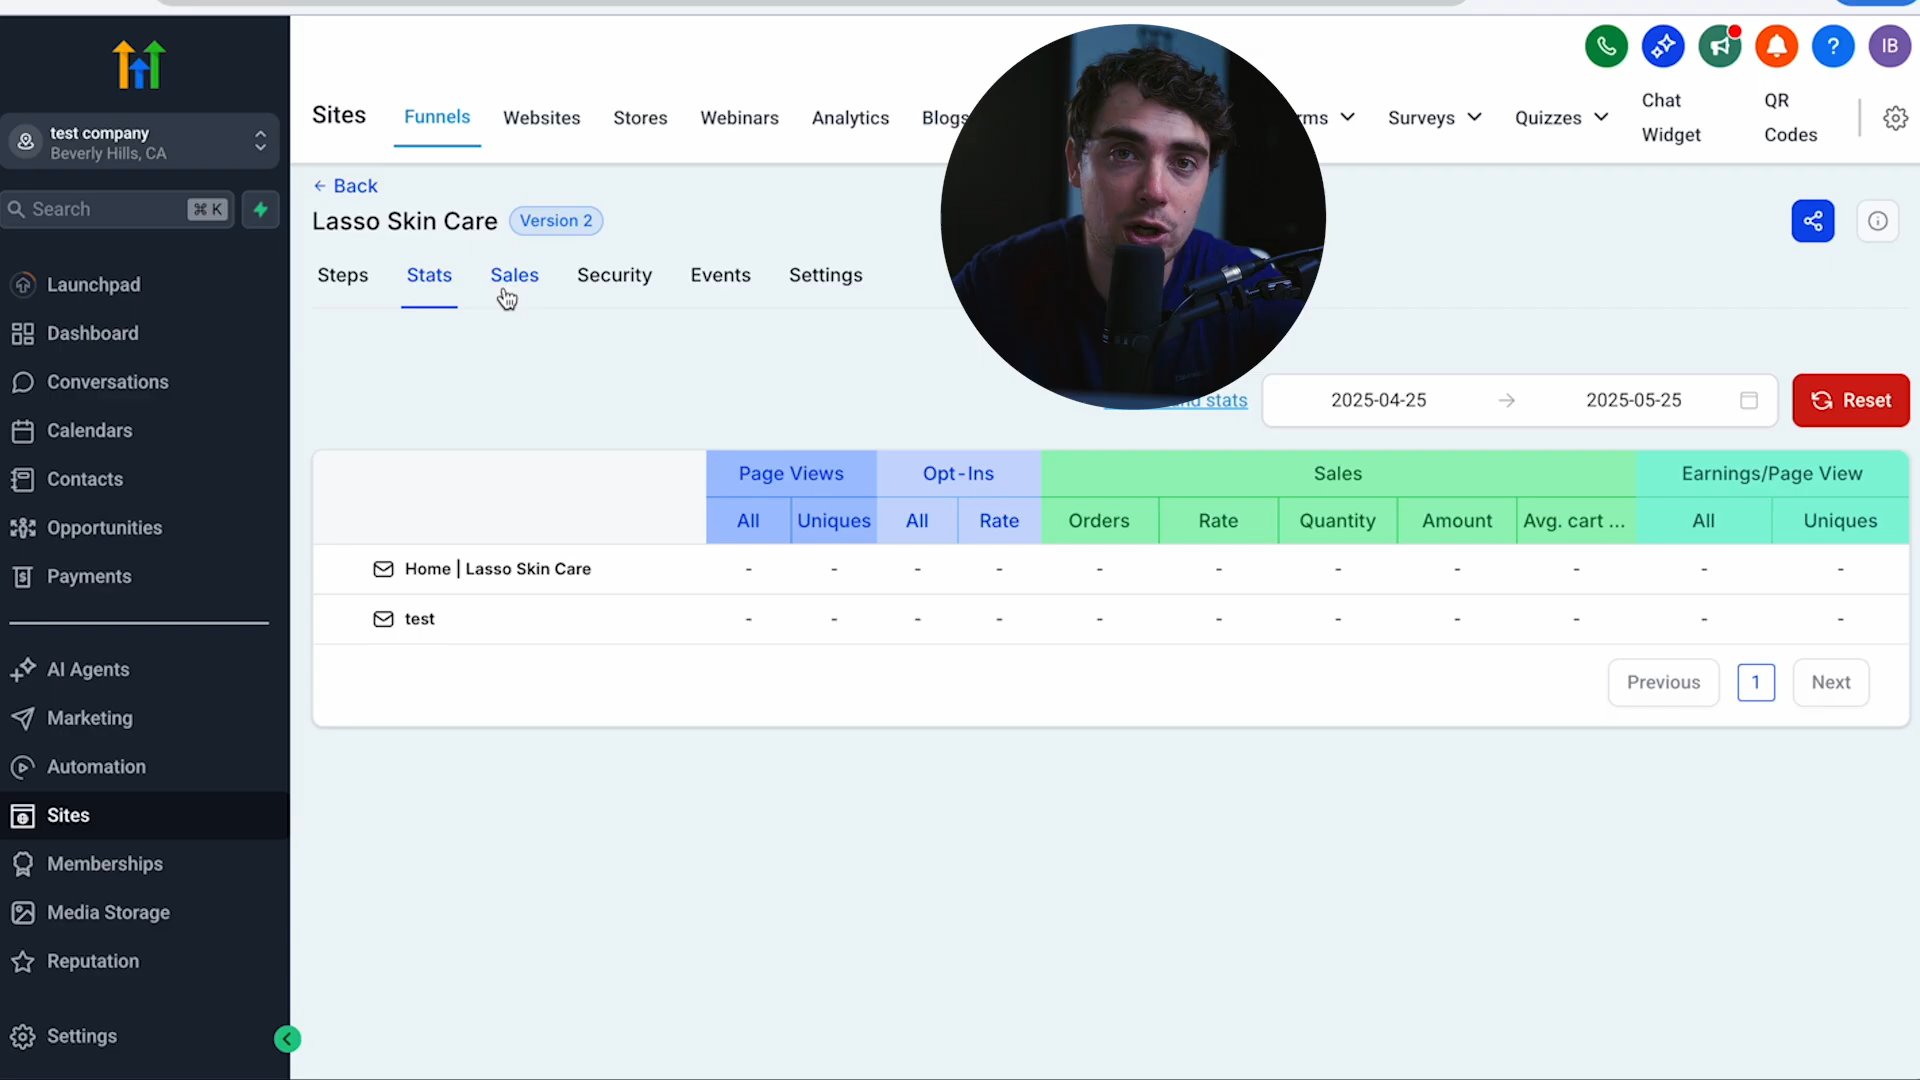 test company
Beverly Hills, CA
Search ⌘ K
Launchpad
Dashboard
Conversations
Calendars
Contacts
Opportunities
Payments
AI Agents
Marketing
Automation
Sites
Memberships
Media Storage
Reputation
Settings
IB
Sites Funnels Websites Stores Webinars Analytics Blogs Surveys Quizzes Chat Widget QR Codes
← Back
Lasso Skin Care Version 2
Steps Stats Sales Security Events Settings
stats 2025-04-25 → 2025-05-25 Reset
Page Views Opt-Ins Sales Earnings/Page View
All Uniques All Rate Orders Rate Quantity Amount Avg. cart ... All Uniques
Home | Lasso Skin Care - - - - - - - - - - -
test - - - - - - - - - - -
Previous 1 Next